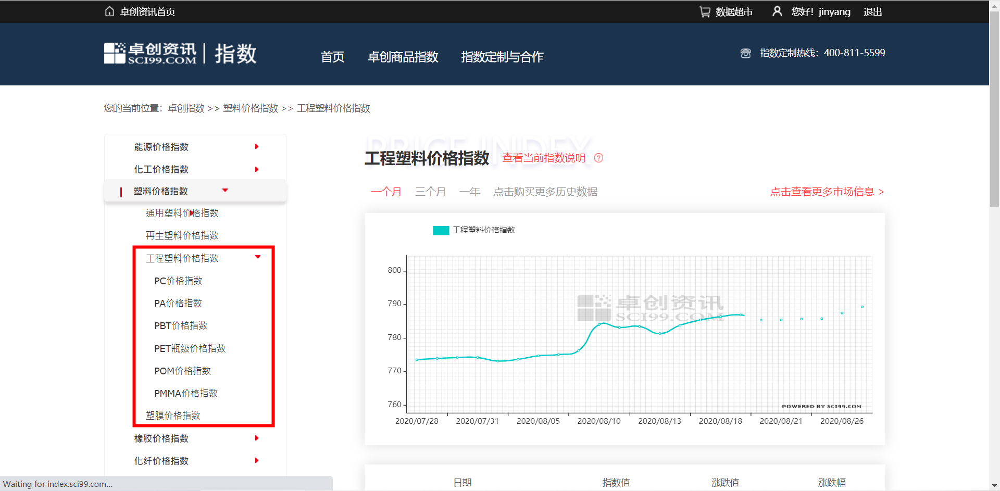 卓创资讯首页
数据超市
您好！jinyang
退出
卓创资讯
SCI99.COM
指数
首页
卓创商品指数
指数定制与合作
指数定制热线：400-811-5599
您的当前位置：卓创指数 >> 塑料价格指数 >> 工程塑料价格指数
能源价格指数
化工价格指数
塑料价格指数
通用塑料价格指数
再生塑料价格指数
工程塑料价格指数
PC价格指数
PA价格指数
PBT价格指数
PET瓶级价格指数
POM价格指数
PMMA价格指数
塑膜价格指数
橡胶价格指数
化纤价格指数
PRICE INDEX
工程塑料价格指数
查看当前指数说明 ?
一个月 三个月 一年 点击购买更多历史数据
点击查看更多市场信息 >
工程塑料价格指数
800
790
780
770
760
卓创资讯
SCI99.COM
POWERED BY SCI99.COM
2020/07/28 2020/07/31 2020/08/05 2020/08/10 2020/08/13 2020/08/18 2020/08/21 2020/08/26
日期 指数值 涨跌值 涨跌幅
Waiting for index.sci99.com...